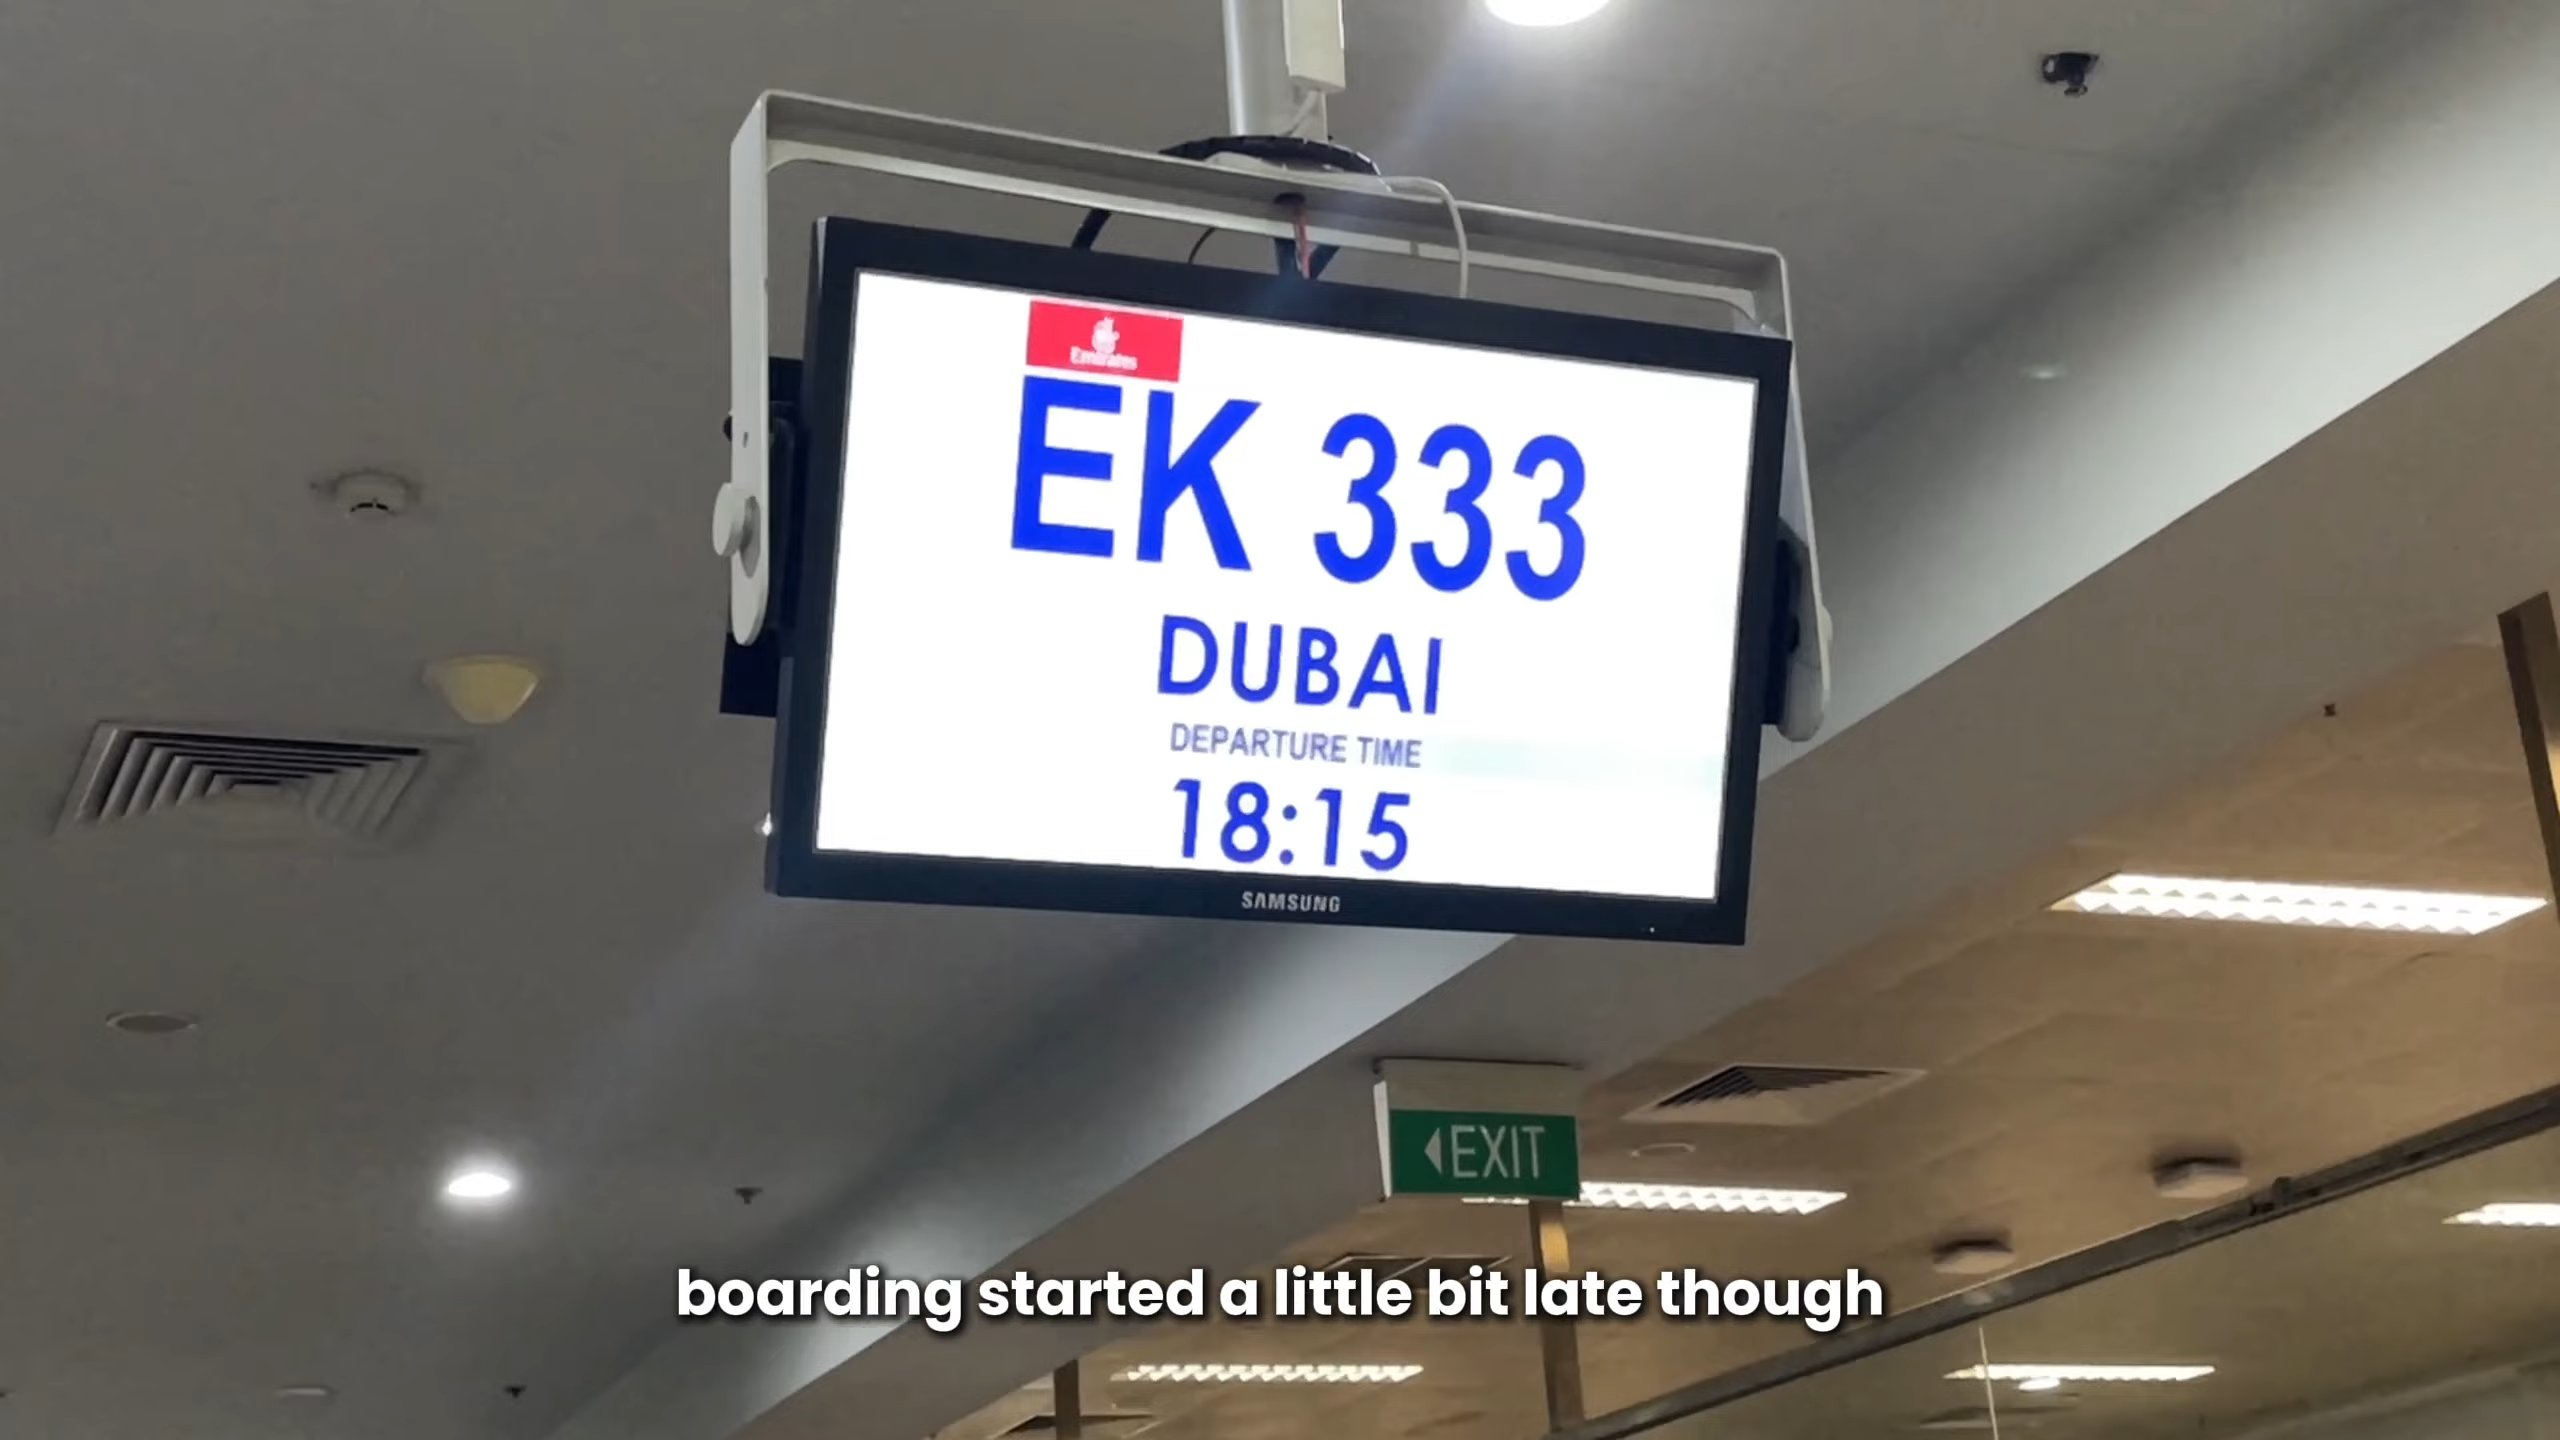 Emirates
EK 333
DUBAI
DEPARTURE TIME
18:15
SAMSUNG
EXIT
boarding started a little bit late though